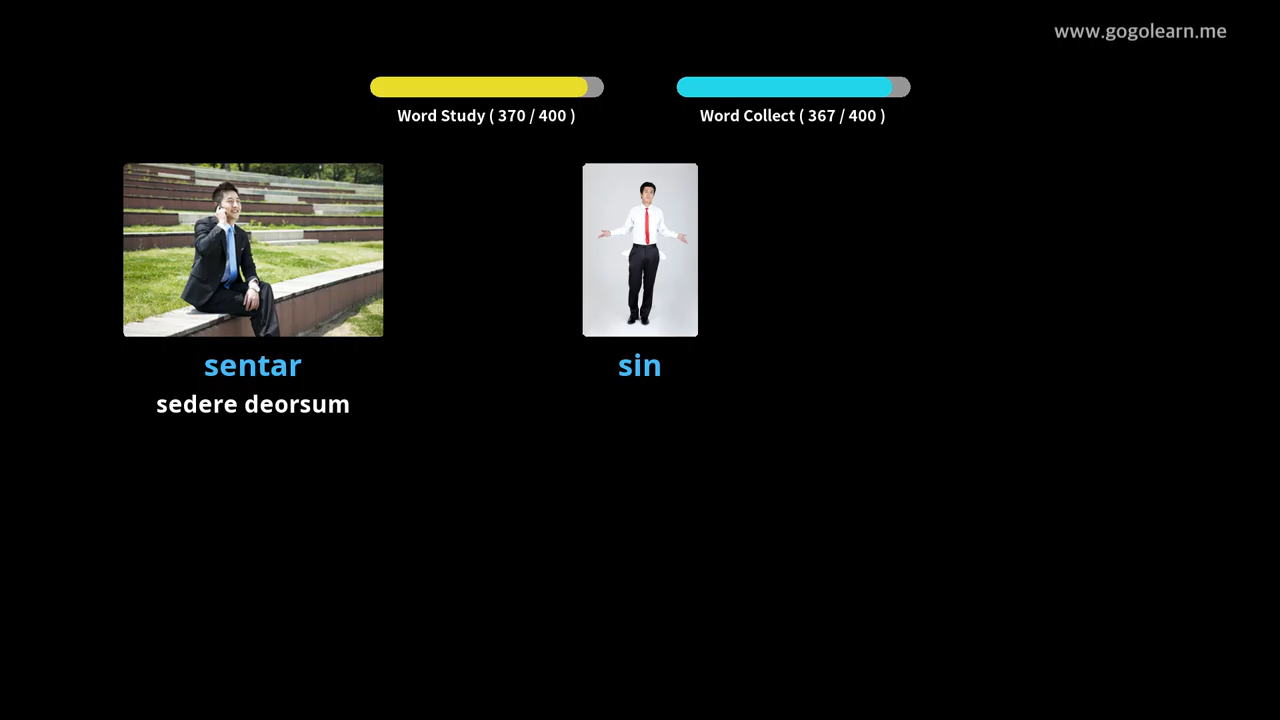 www.gogolearn.me
Word Study ( 370 / 400 )
Word Collect ( 367 / 400 )
sentar
sedere deorsum
sin